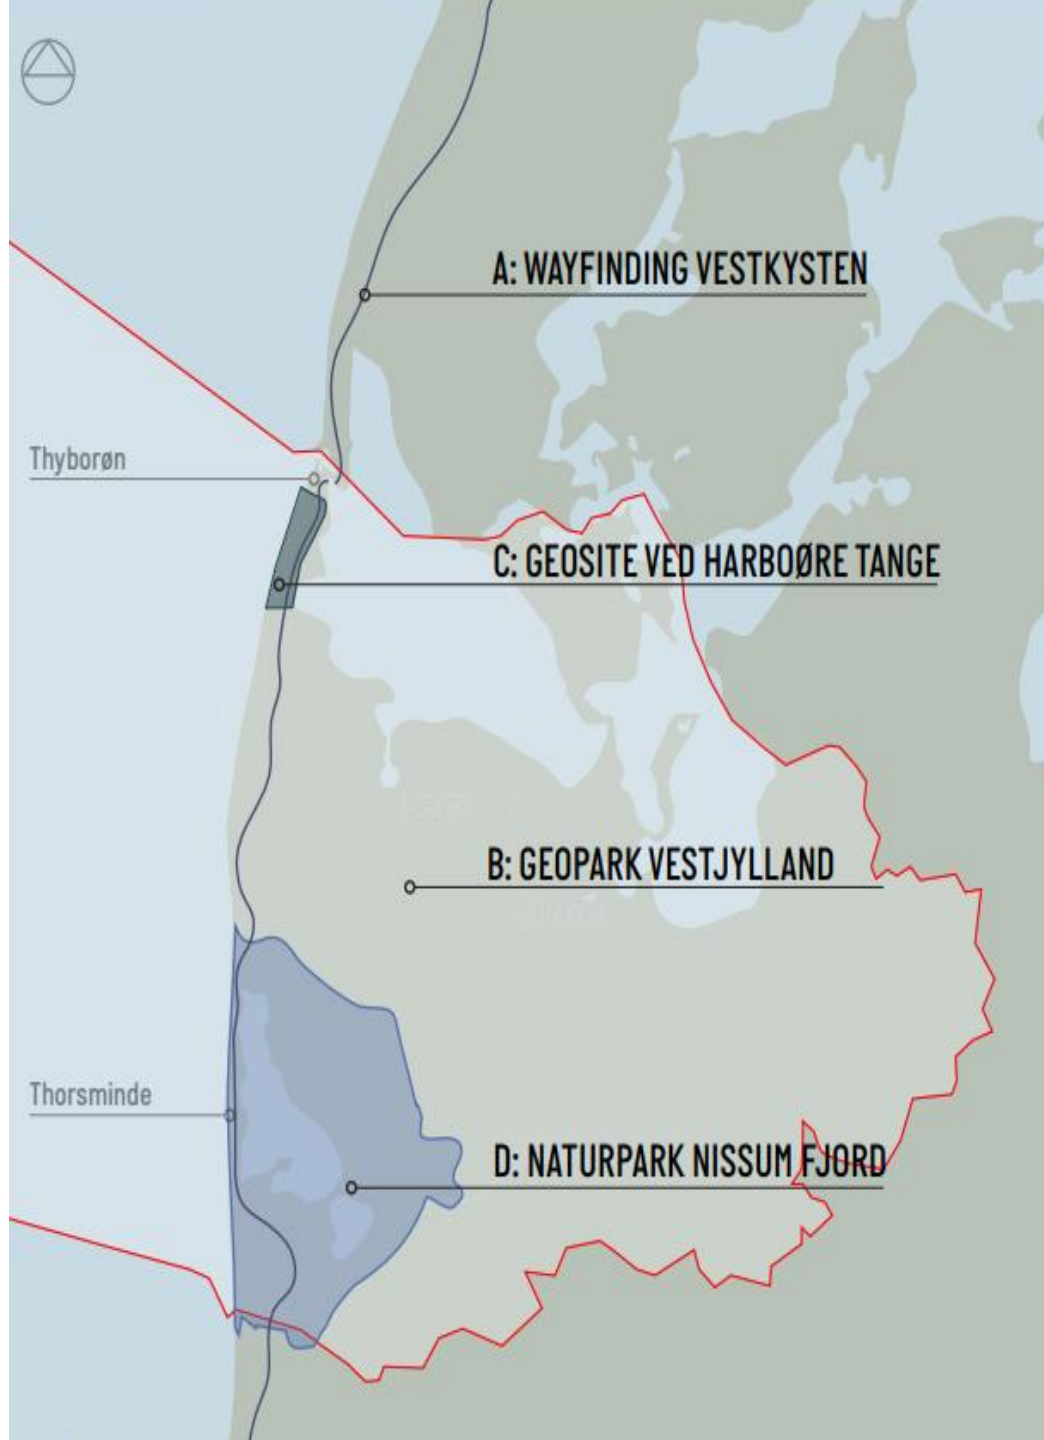 A: WAYFINDING VESTKYSTEN
Thyborøn
C: GEOSITE VED HARBOØRE TANGE
B: GEOPARK VESTJYLLAND
Thorsminde
D: NATURPARK NISSUM FJORD